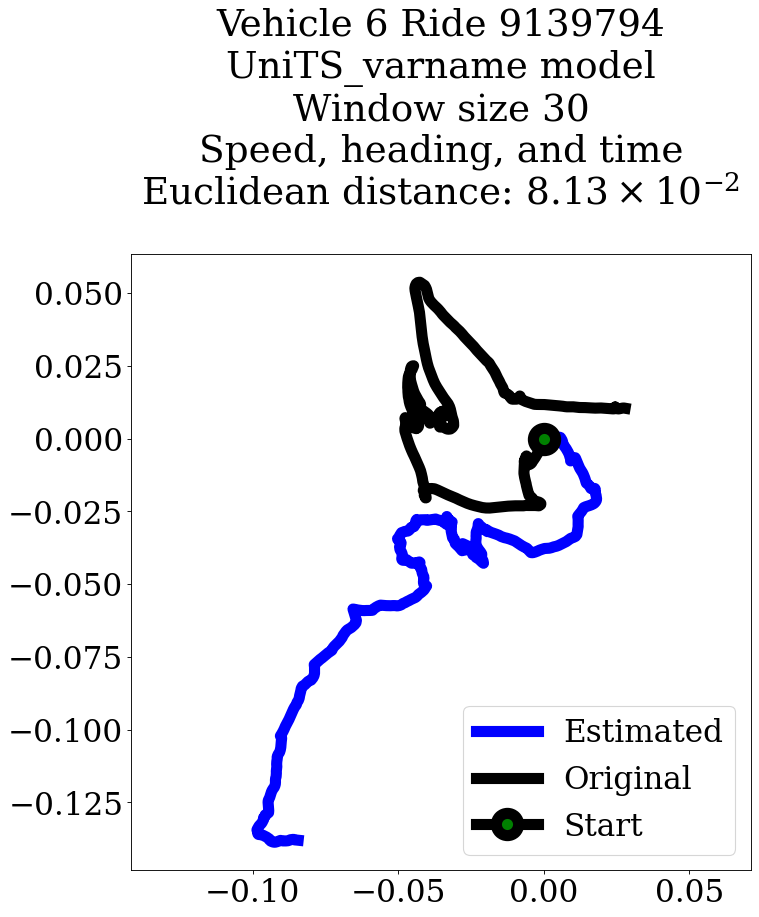 Vehicle 6 Ride 9139794
UniTS_varname model
Window size 30
Speed, heading, and time
Euclidean distance: 8.13 × 10⁻²
0.050
0.025
0.000
−0.025
−0.050
−0.075
−0.100
−0.125
Estimated
Original
Start
−0.10 −0.05 0.00 0.05